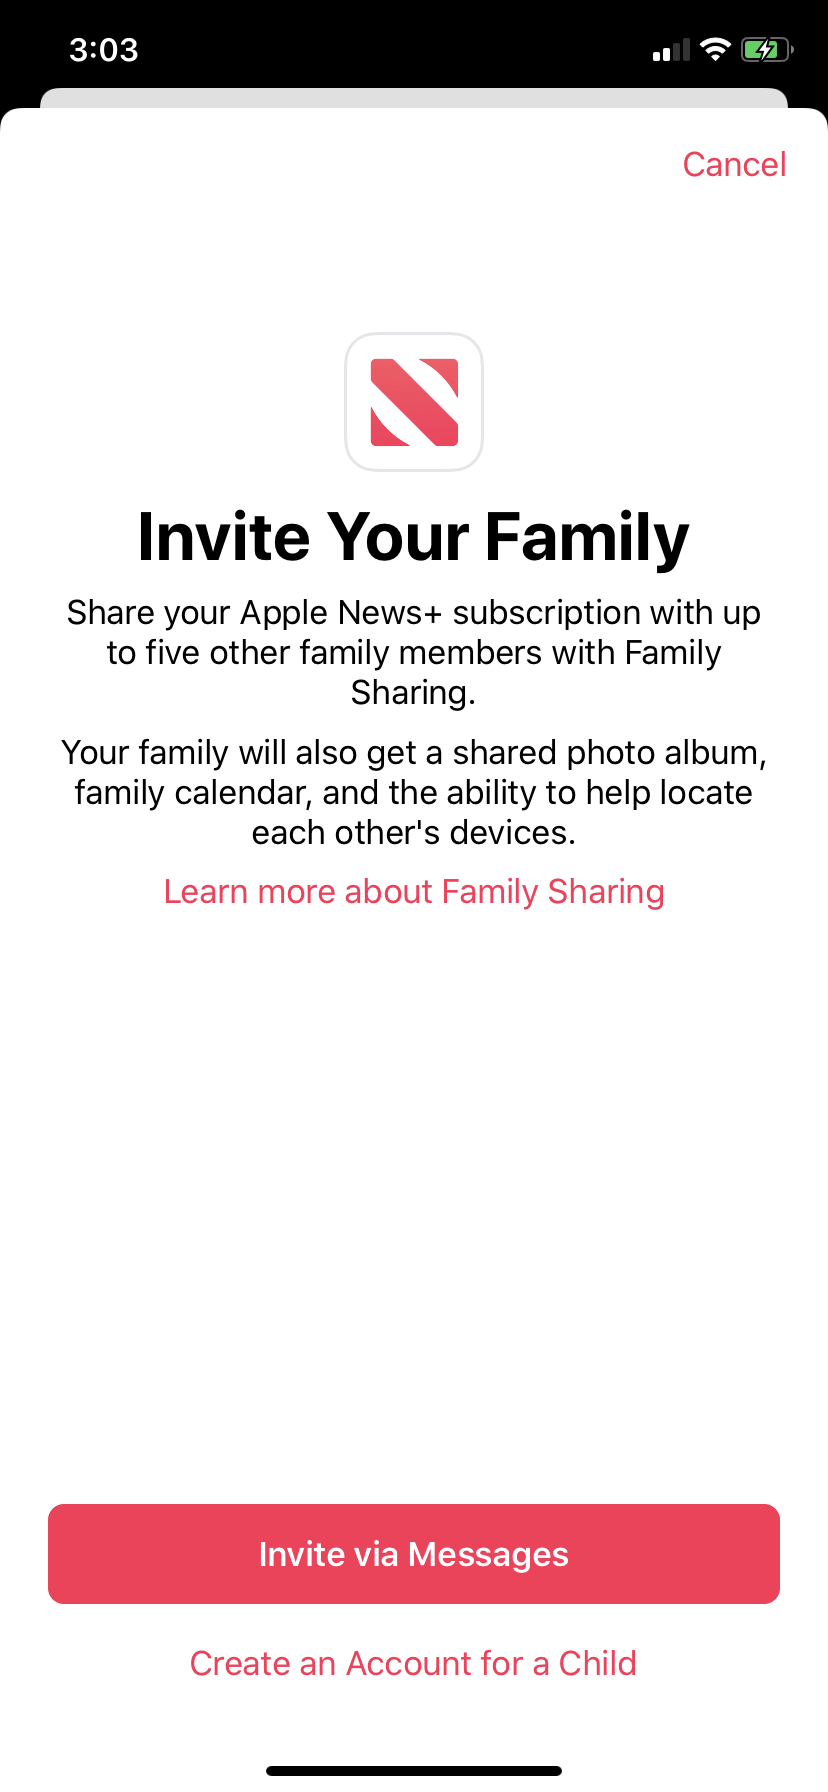 3:03
Cancel
Invite Your Family
Share your Apple News+ subscription with up
to five other family members with Family
Sharing.
Your family will also get a shared photo album,
family calendar, and the ability to help locate
each other's devices.
Learn more about Family Sharing
Invite via Messages
Create an Account for a Child